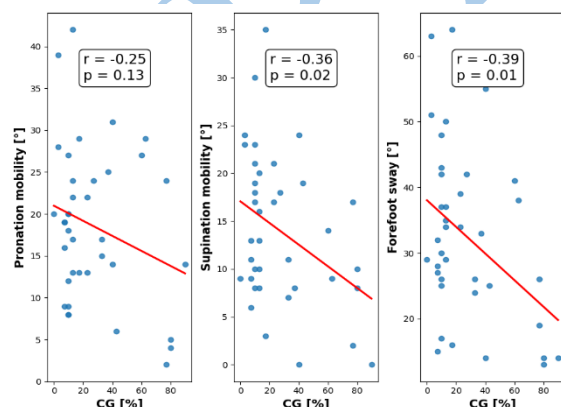 Pronation mobility [°]
40
35
30
25
20
15
10
5
0
r = -0.25
p = 0.13
0 20 40 60 80
CG [%]
Supination mobility [°]
35
30
25
20
15
10
5
0
r = -0.36
p = 0.02
0 20 40 60 80
CG [%]
Forefoot sway [°]
60
50
40
30
20
r = -0.39
p = 0.01
0 20 40 60 80
CG [%]